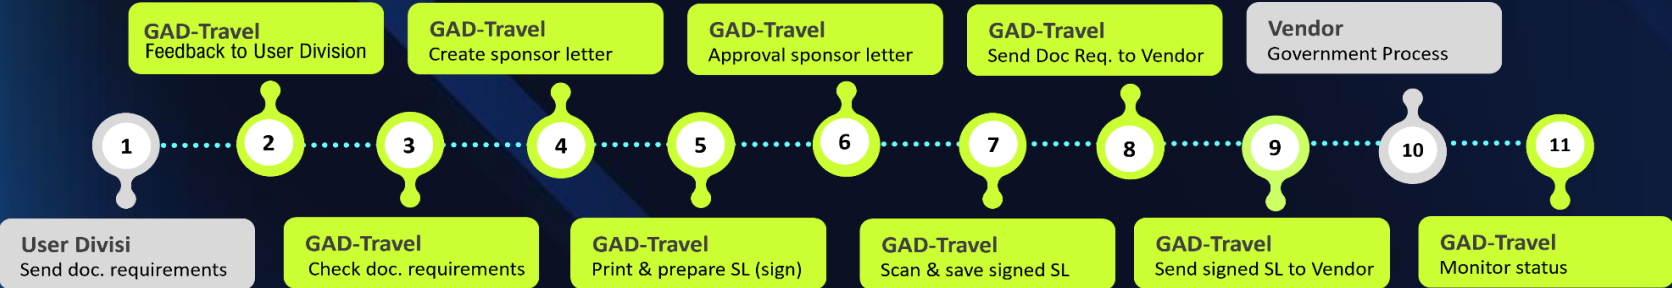 GAD-Travel
Feedback to User Division
GAD-Travel
Create sponsor letter
GAD-Travel
Approval sponsor letter
GAD-Travel
Send Doc Req. to Vendor
Vendor
Government Process
1
2
3
4
5
6
7
8
9
10
11
User Divisi
Send doc. requirements
GAD-Travel
Check doc. requirements
GAD-Travel
Print & prepare SL (sign)
GAD-Travel
Scan & save signed SL
GAD-Travel
Send signed SL to Vendor
GAD-Travel
Monitor status